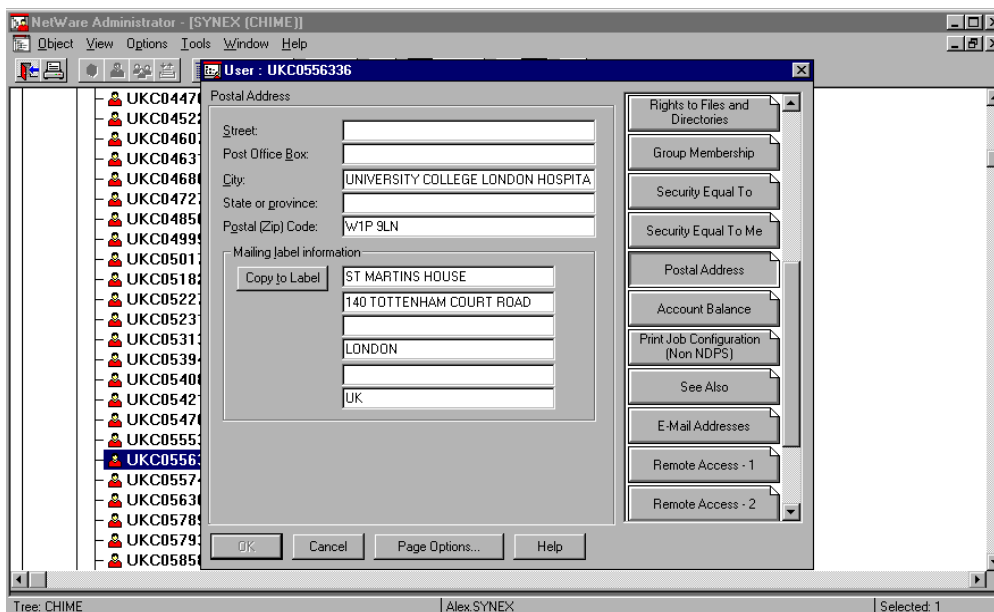 NetWare Administrator - [SYNEX (CHIME)]
Object View Options Tools Window Help
User : UKC0556336
Postal Address
Street:
Post Office Box:
City: UNIVERSITY COLLEGE LONDON HOSPITA
State or province:
Postal (Zip) Code: W1P 9LN
Mailing label information
Copy to Label
ST MARTINS HOUSE
140 TOTTENHAM COURT ROAD
LONDON
UK
OK Cancel Page Options... Help
Rights to Files and
Directories
Group Membership
Security Equal To
Security Equal To Me
Postal Address
Account Balance
Print Job Configuration
(Non NDPS)
See Also
E-Mail Addresses
Remote Access - 1
Remote Access - 2
Tree: CHIME Alex.SYNEX Selected: 1